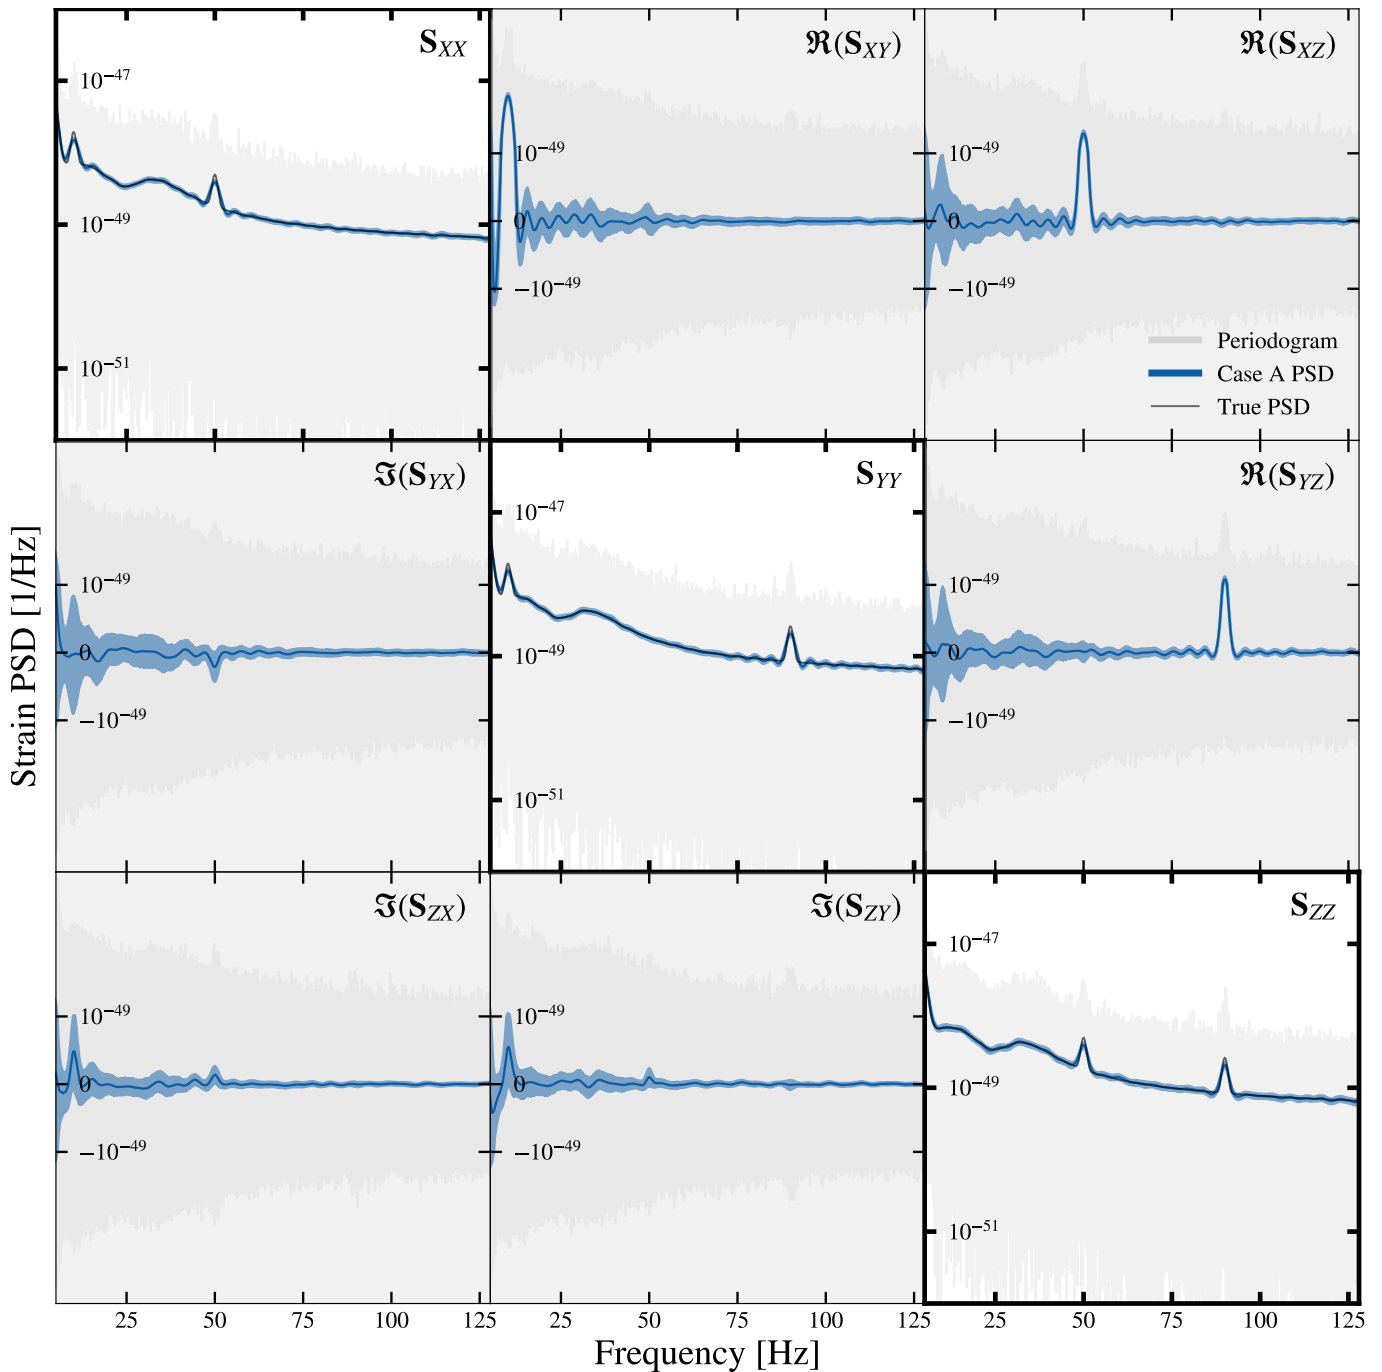 S_XX
10^−47
10^−49
10^−51
ℜ(S_XY)
10^−49
0
−10^−49
ℜ(S_XZ)
10^−49
0
−10^−49
Periodogram
Case A PSD
True PSD
ℑ(S_YX)
10^−49
0
−10^−49
S_YY
10^−47
10^−49
10^−51
ℜ(S_YZ)
10^−49
0
−10^−49
ℑ(S_ZX)
10^−49
0
−10^−49
ℑ(S_ZY)
10^−49
0
−10^−49
S_ZZ
10^−47
10^−49
10^−51
25 50 75 100 125
25 50 75 100 125
25 50 75 100 125
Strain PSD [1/Hz]
Frequency [Hz]